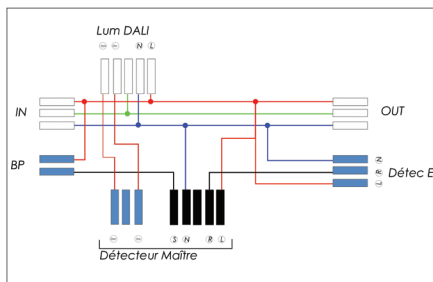 Lum DALI
N L
IN
OUT
BP
N
R
L
Détec E
S N R L
Détecteur Maître